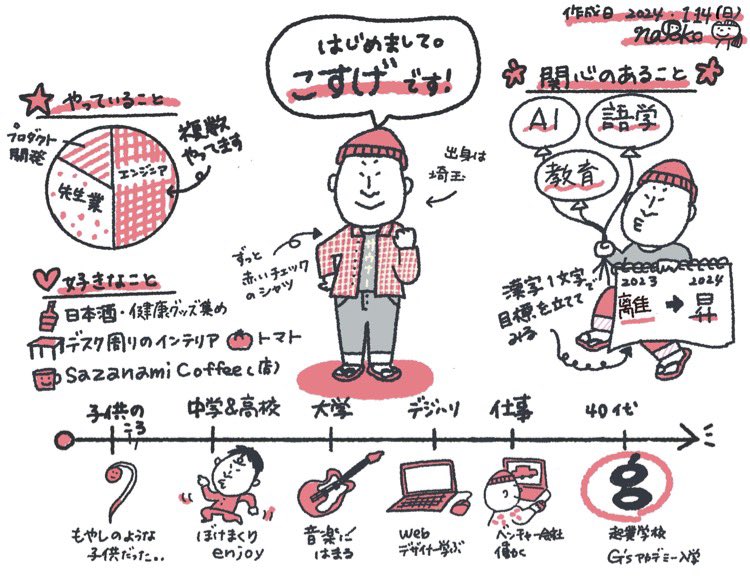 作成日 2024.1.14(日)
はじめまして。
こすげです!
やっていること
プロダクト
開発
エンジニア
先生業
複数
やってます
出身は
埼玉
ずっと
赤いチェック
のシャツ
サウナ
関心のあること
AI
語学
教育
漢字1文字で
目標を立てて
みる
2023
2024
離
昇
好きなこと
日本酒・健康グッズ集め
デスク周りのインテリア
トマト
Sazanami Coffee(店)
子供の
頃
中学&高校
大学
デジハリ
仕事
40代
もやしのような
子供だった..
ぼけまくり
enjoy
音楽に
はまる
Web
デザイナー学ぶ
ベンチャー会社
働く
g
起業学校
G'sアカデミー入学